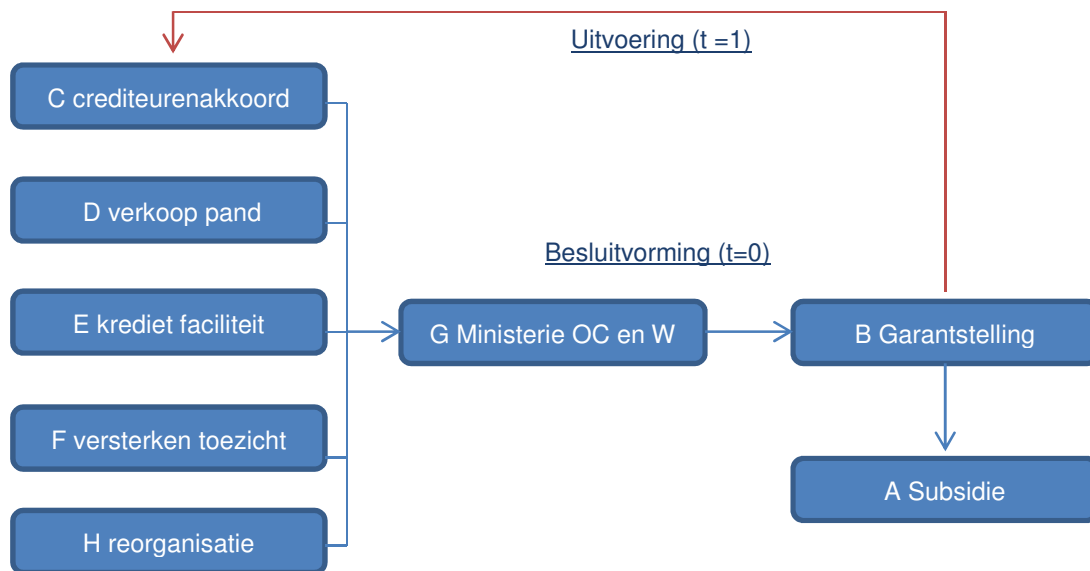 Uitvoering (t =1)
C crediteurenakkoord
D verkoop pand
Besluitvorming (t=0)
E krediet faciliteit
G Ministerie OC en W
B Garantstelling
F versterken toezicht
A Subsidie
H reorganisatie